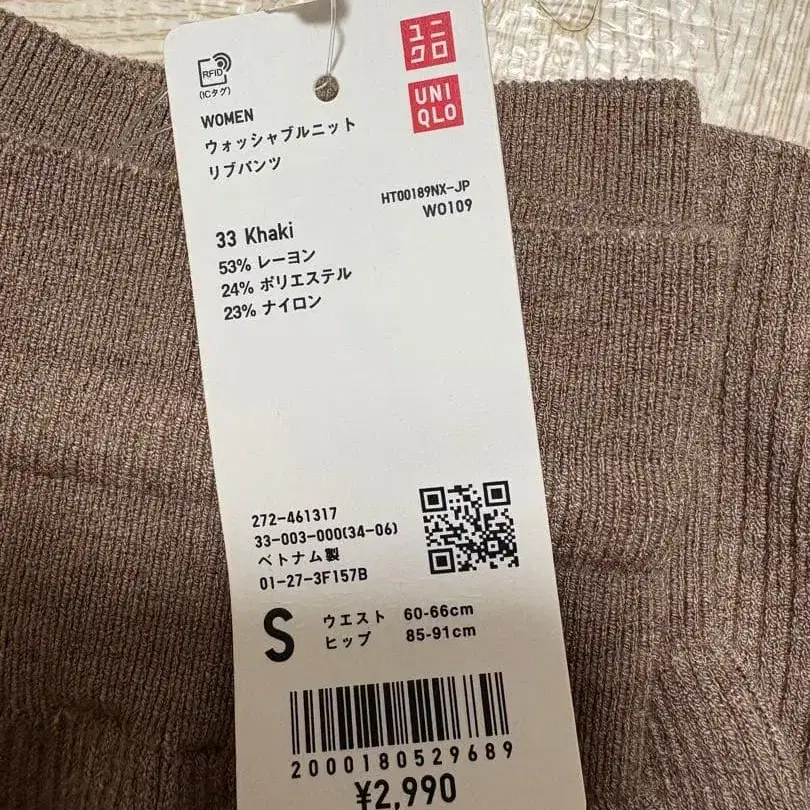 ユニ
クロ
UNI
QLO
RFID
(ICタグ)
WOMEN
ウォッシャブルニット
リブパンツ
HT00189NX-JP
W0109
33 Khaki
53% レーヨン
24% ポリエステル
23% ナイロン
272-461317
33-003-000(34-06)
ベトナム製
01-27-3F157B
S ウエスト 60-66cm
ヒップ 85-91cm
2000180529689
¥2,990